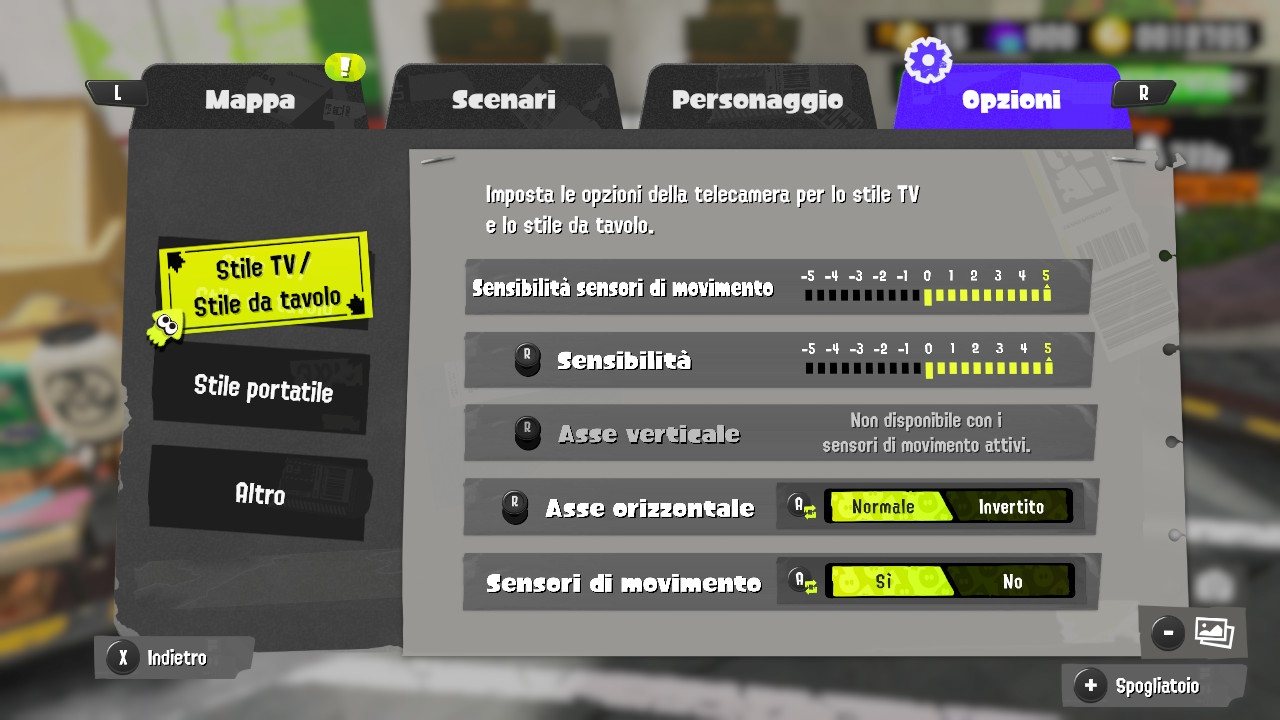 L
Mappa
!
Scenari
Personaggio
Opzioni
R
Imposta le opzioni della telecamera per lo stile TV
e lo stile da tavolo.
Stile TV/
Stile da tavolo
Stile portatile
Altro
Sensibilità sensori di movimento
-5 -4 -3 -2 -1 0 1 2 3 4 5
R Sensibilità
-5 -4 -3 -2 -1 0 1 2 3 4 5
R Asse verticale
Non disponibile con i
sensori di movimento attivi.
R Asse orizzontale
A Normale Invertito
Sensori di movimento
A Sì No
X Indietro
-
+ Spogliatoio